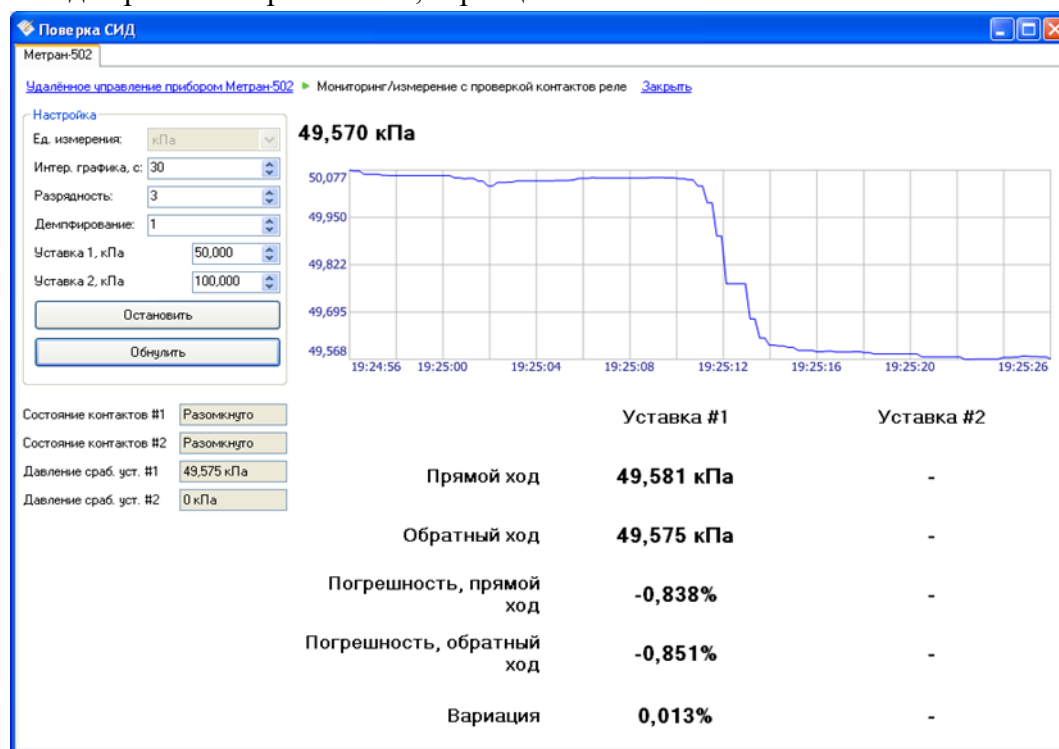 Поверка СИД
Метран-502
Удалённое управление прибором Метран-502 Мониторинг/измерение с проверкой контактов реле Закрыть
Настройка
Ед. измерения: кПа
Интер. графика, с: 30
Разрядность: 3
Демпфирование: 1
Уставка 1, кПа 50,000
Уставка 2, кПа 100,000
Остановить
Обнулить
49,570 кПа
50,077
49,950
49,822
49,695
49,568
19:24:56 19:25:00 19:25:04 19:25:08 19:25:12 19:25:16 19:25:20 19:25:26
Состояние контактов #1 Разомкнуто
Состояние контактов #2 Разомкнуто
Давление сраб. уст. #1 49,575 кПа
Давление сраб. уст. #2 0 кПа
Уставка #1 Уставка #2
Прямой ход 49,581 кПа -
Обратный ход 49,575 кПа -
Погрешность, прямой
ход -0,838% -
Погрешность, обратный
ход -0,851% -
Вариация 0,013% -